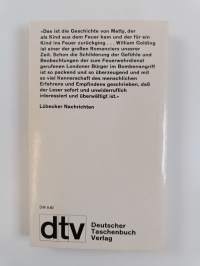 «Das ist die Geschichte von Matty, der
als Kind aus dem Feuer kam und der für ein
Kind ins Feuer zurückging . . . William Golding
ist einer der großen Romanciers unserer
Zeit. Schon die Schilderung der Gefühle und
Beobachtungen der zum Feuerwehrdienst
gerufenen Londoner Bürger im Bombenangriff
ist so packend und so überzeugend und mit
so viel Kennerschaft des menschlichen
Erfahrens und Empfindens geschrieben, daß
der Leser sofort und unwiderruflich
interessiert und überwältigt ist.»
Lübecker Nachrichten
dtv
Deutscher
Taschenbuch
Verlag